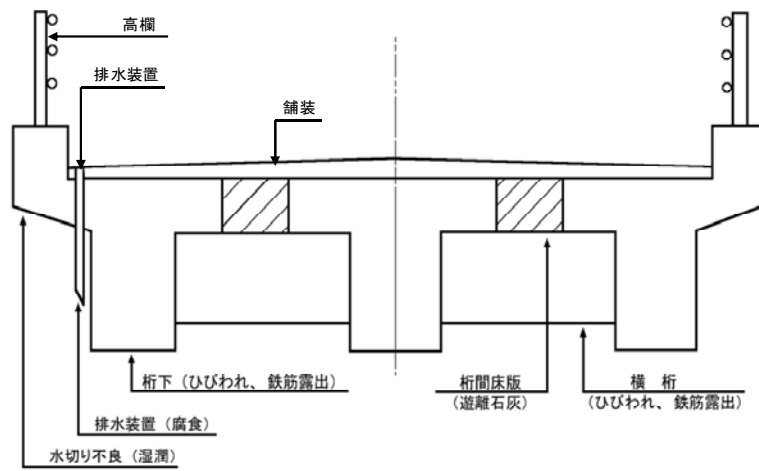 高欄
排水装置
舗装
桁下（ひびわれ、鉄筋露出）
桁間床版
（遊離石灰）
横　桁
（ひびわれ、鉄筋露出）
排水装置（腐食）
水切り不良（湿潤）